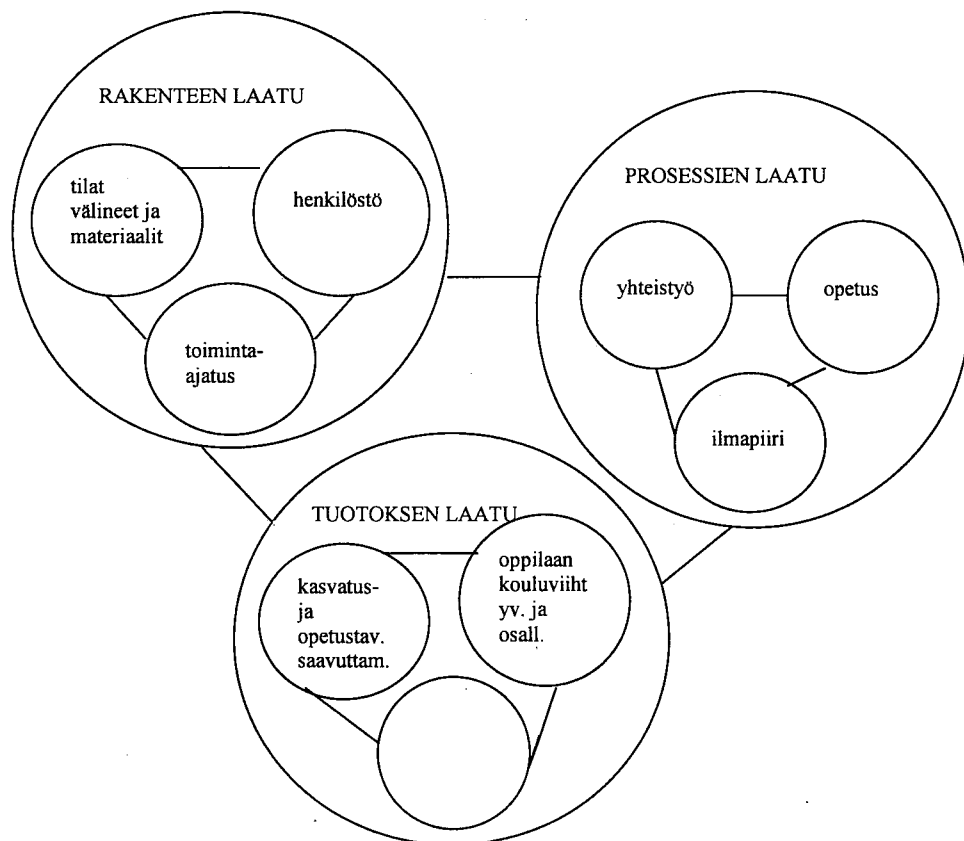 RAKENTEEN LAATU
tilat
välineet ja
materiaalit
henkilöstö
toiminta-
ajatus
PROSESSIEN LAATU
yhteistyö
opetus
ilmapiiri
TUOTOKSEN LAATU
kasvatus-
ja
opetustav.
saavuttam.
oppilaan
kouluviiht
yv. ja
osall.